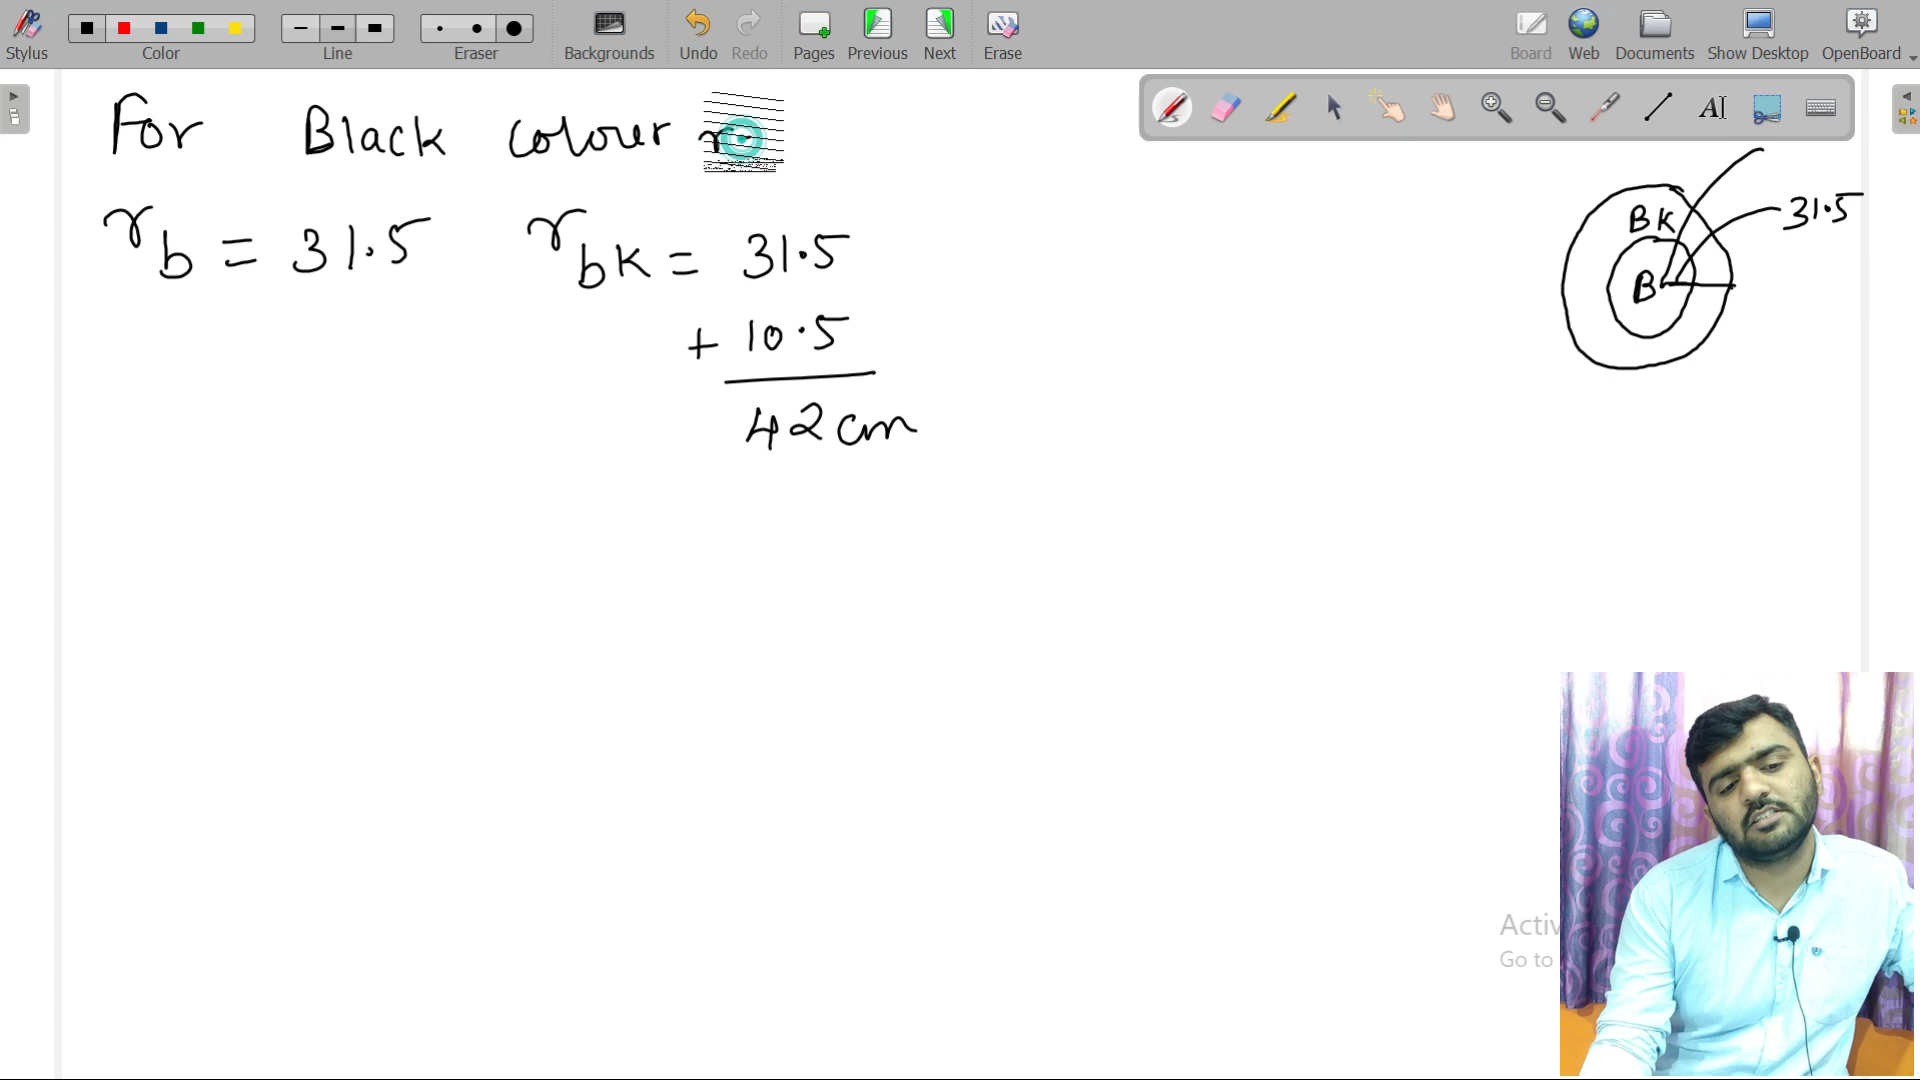 Stylus Color Line Eraser Backgrounds Undo Redo Pages Previous Next Erase Board Web Documents Show Desktop OpenBoard
AI
For Black colour
r_b = 31.5 r_bk = 31.5
+ 10.5
42 cm
BK 31.5
B
Activ
Go to